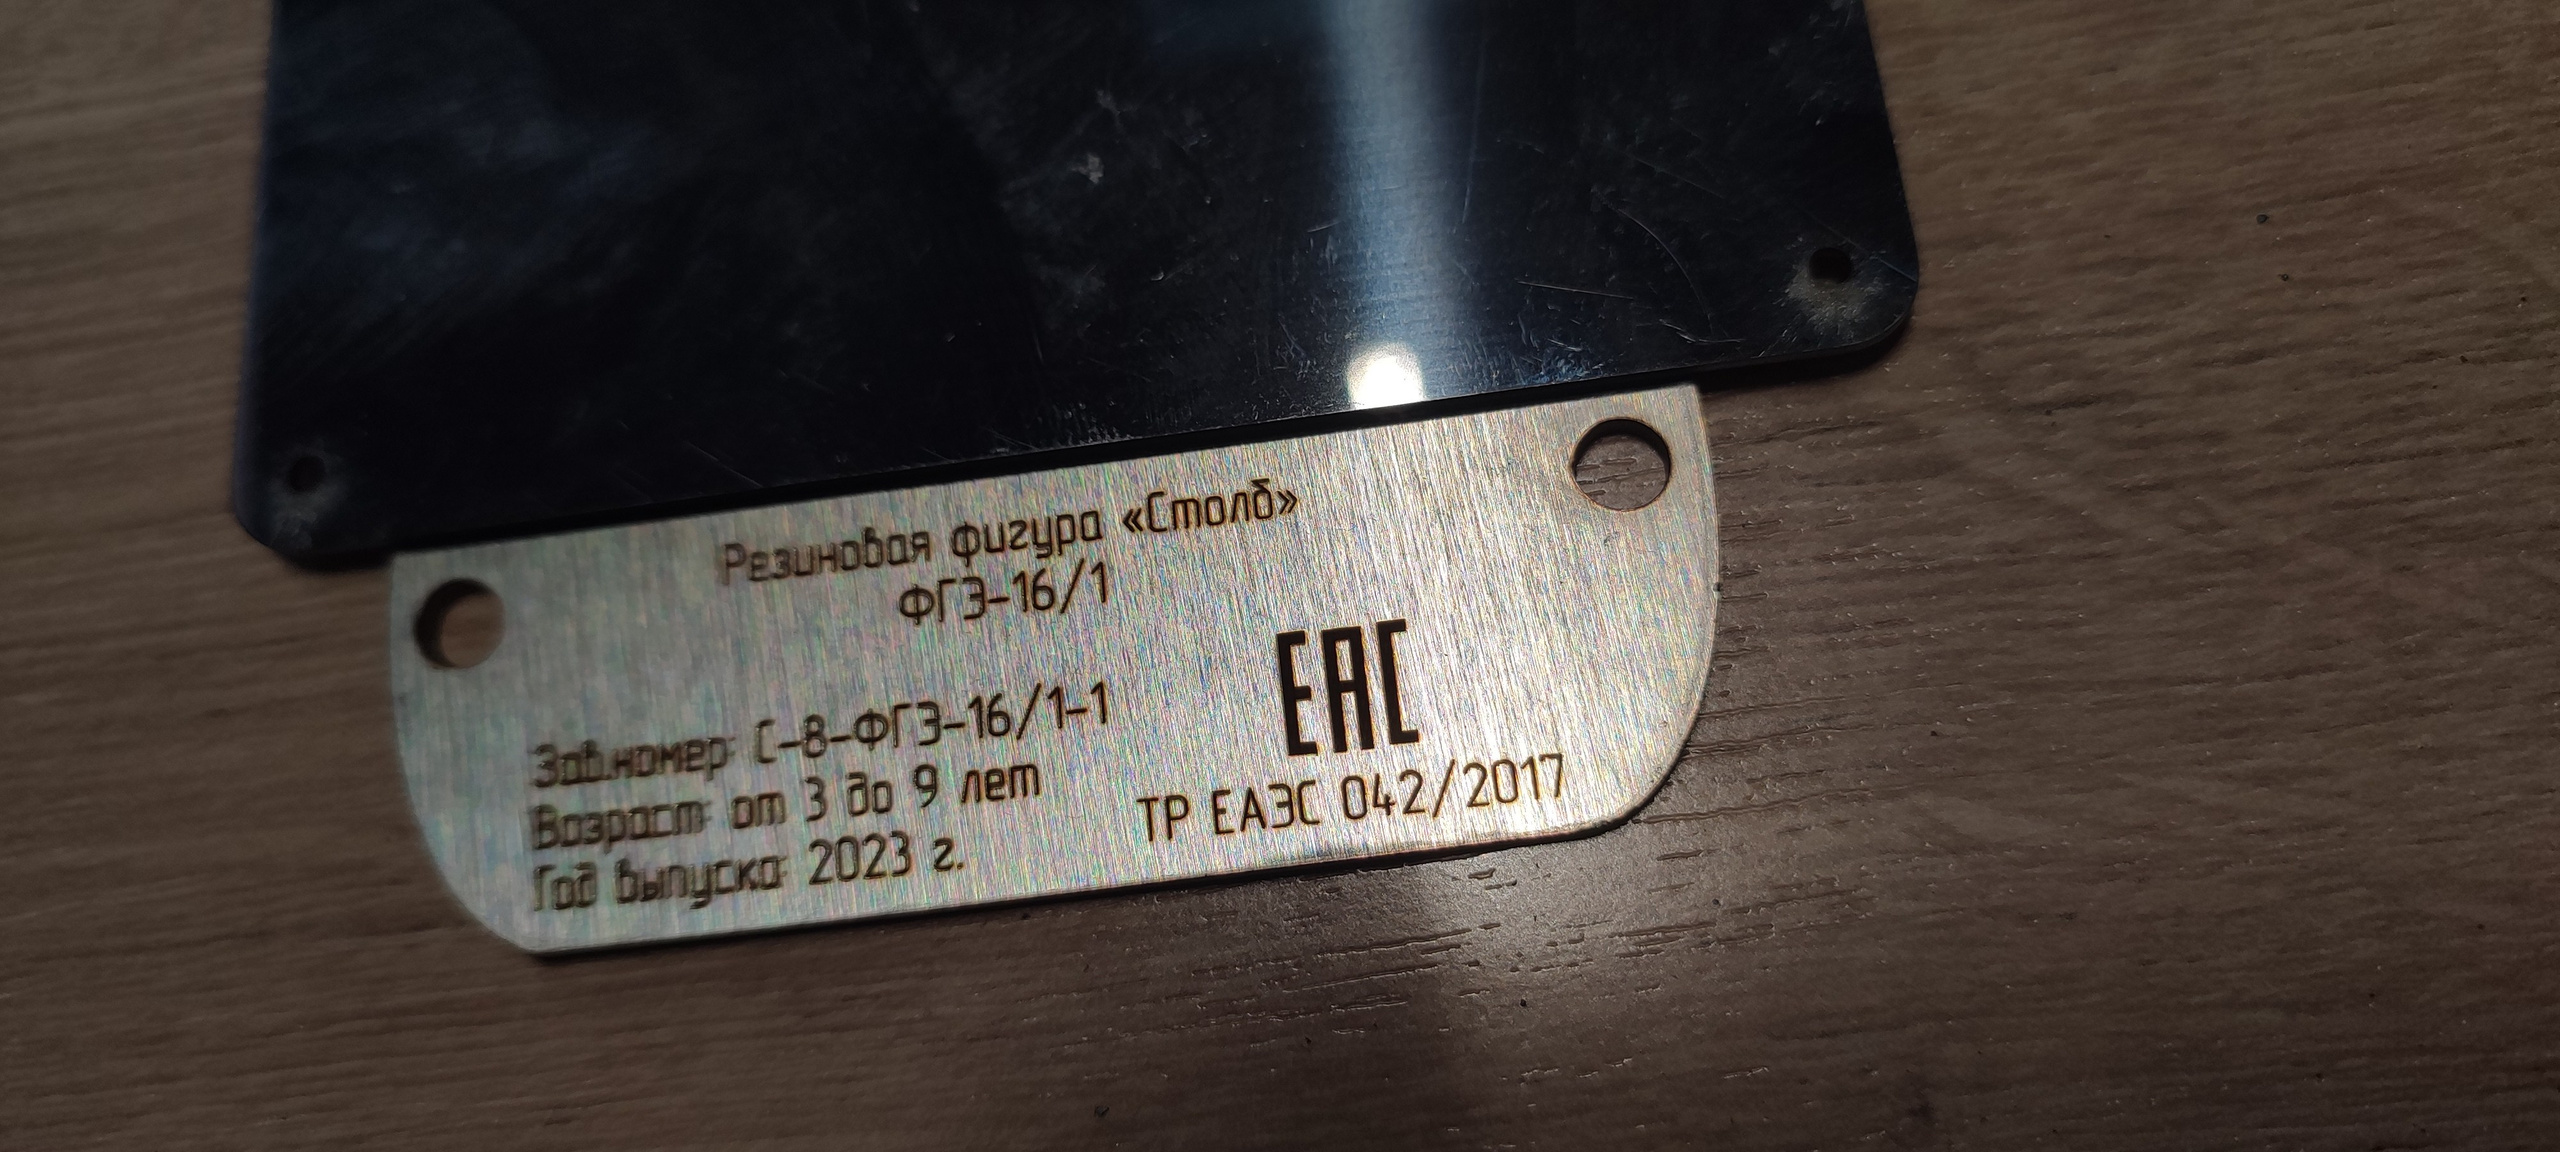 Резиновая фигура «Столб»
ФГЭ-16/1
Зав.номер: С-8-ФГЭ-16/1-1
Возраст: от 3 до 9 лет
Год выпуска: 2023 г.
ЕАС
ТР ЕАЭС 042/2017